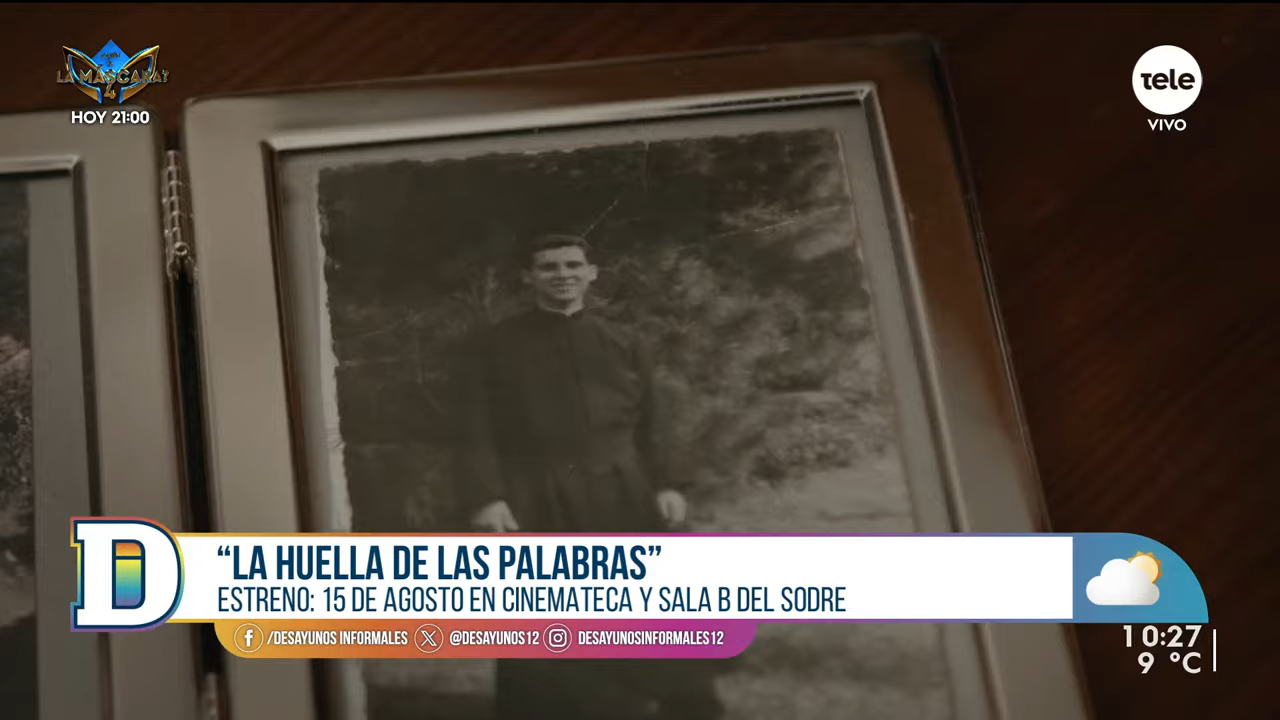 LA MÁSCARA?
4
HOY 21:00
tele
VIVO
D
“LA HUELLA DE LAS PALABRAS”
ESTRENO: 15 DE AGOSTO EN CINEMATECA Y SALA B DEL SODRE
/DESAYUNOS INFORMALES @DESAYUNOS12 DESAYUNOSINFORMALES12
10:27
9 °C